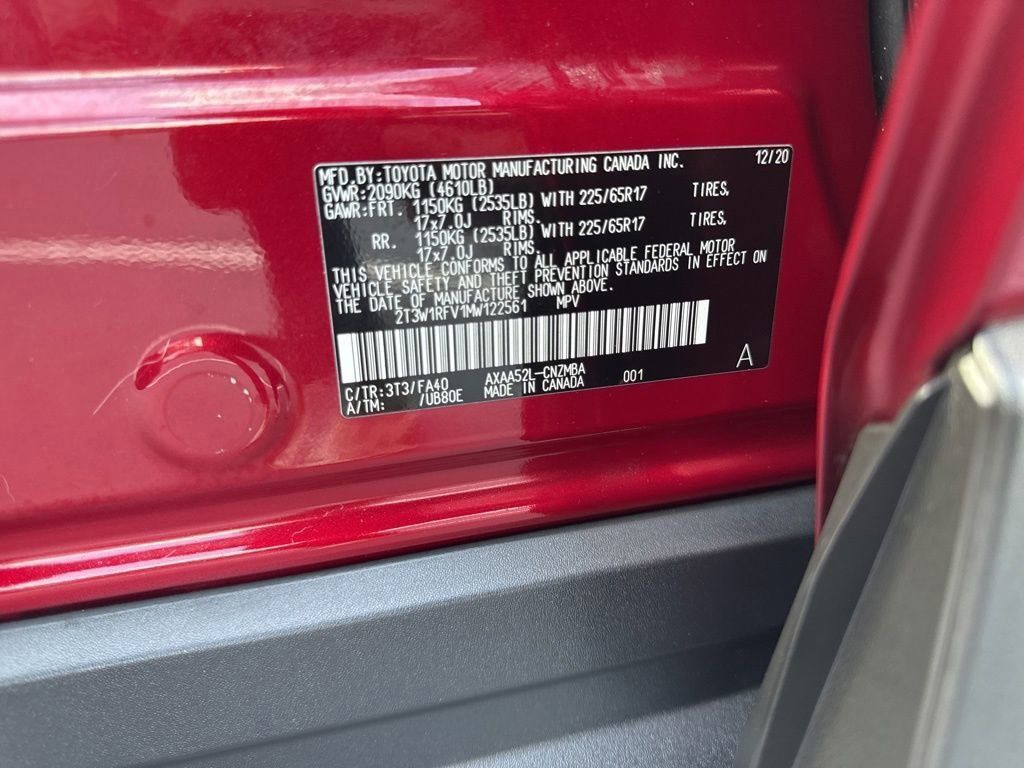 MFD.BY:TOYOTA MOTOR MANUFACTURING CANADA INC. 12/20
GVWR:2090KG (4610LB)
GAWR:FRT. 1150KG (2535LB) WITH 225/65R17 TIRES,
17x7.0J RIMS.
RR. 1150KG (2535LB) WITH 225/65R17 TIRES,
17x7.0J RIMS.
THIS VEHICLE CONFORMS TO ALL APPLICABLE FEDERAL MOTOR
VEHICLE SAFETY AND THEFT PREVENTION STANDARDS IN EFFECT ON
THE DATE OF MANUFACTURE SHOWN ABOVE.
2T3W1RFV1MW122561 MPV
A
C/TR:3T3/FA40 AXAA52L-CNZMBA 001
A/TM: /UB80E MADE IN CANADA